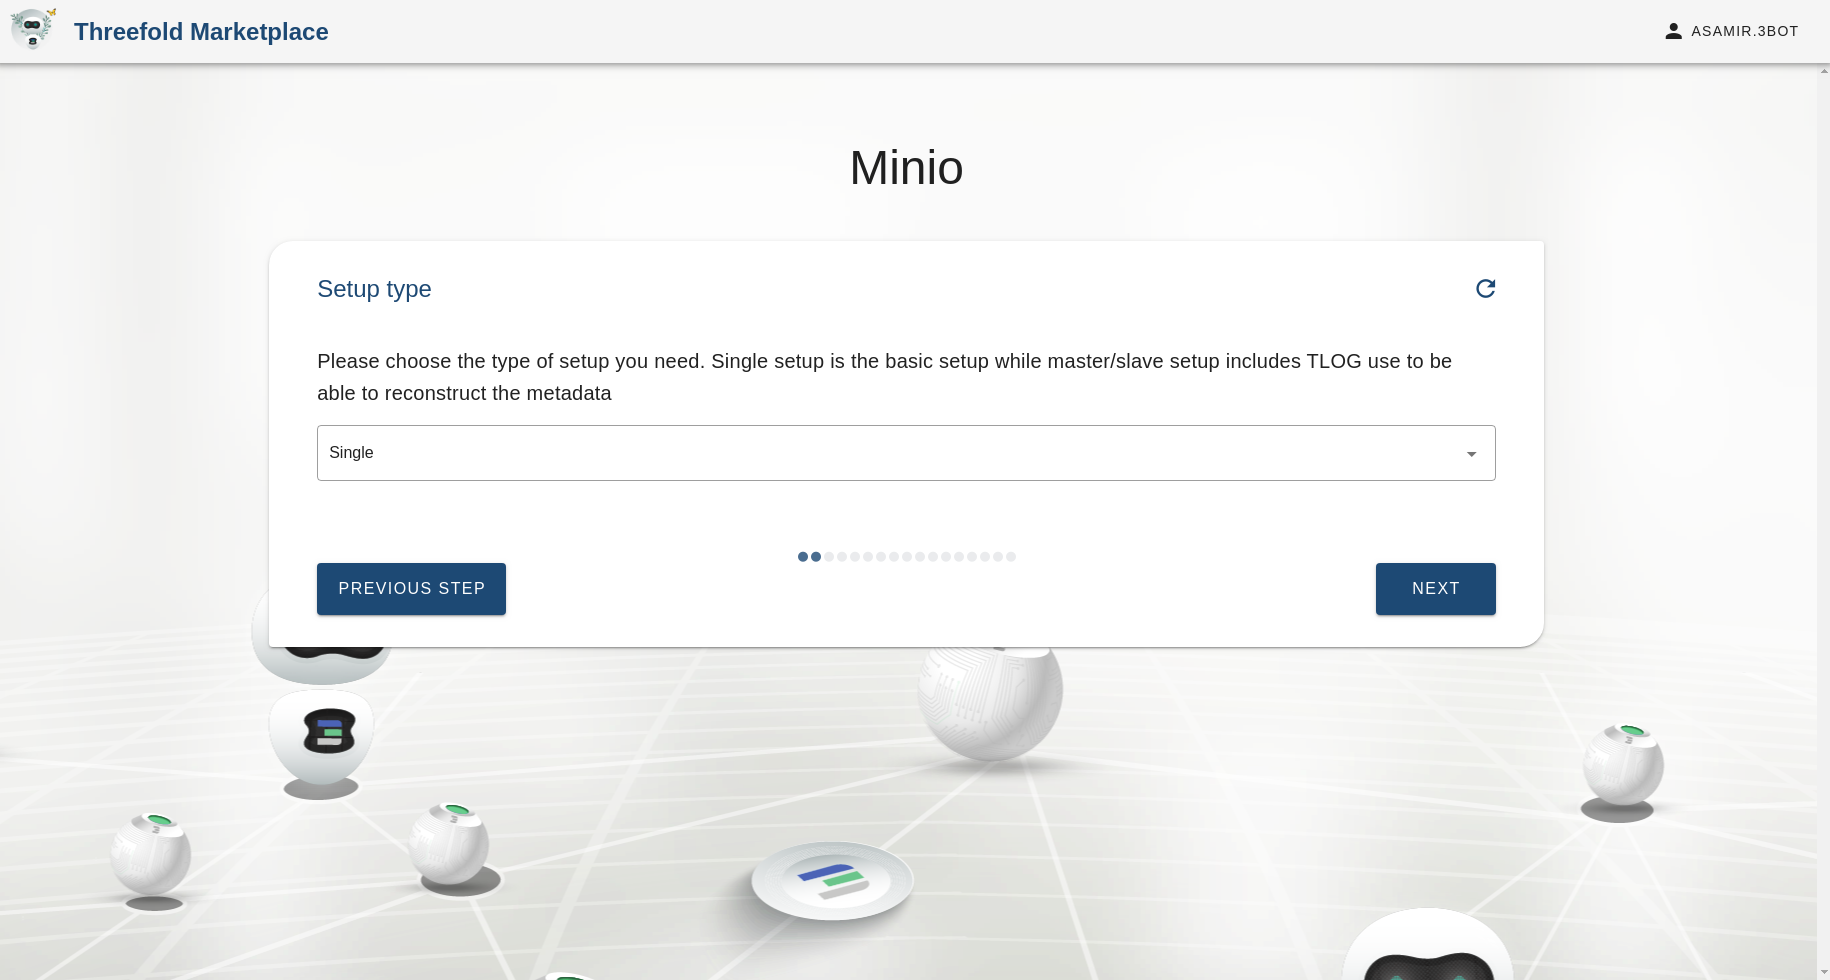 Threefold Marketplace
ASAMIR.3BOT
Minio
Setup type
Please choose the type of setup you need. Single setup is the basic setup while master/slave setup includes TLOG use to be
able to reconstruct the metadata
Single
PREVIOUS STEP
NEXT